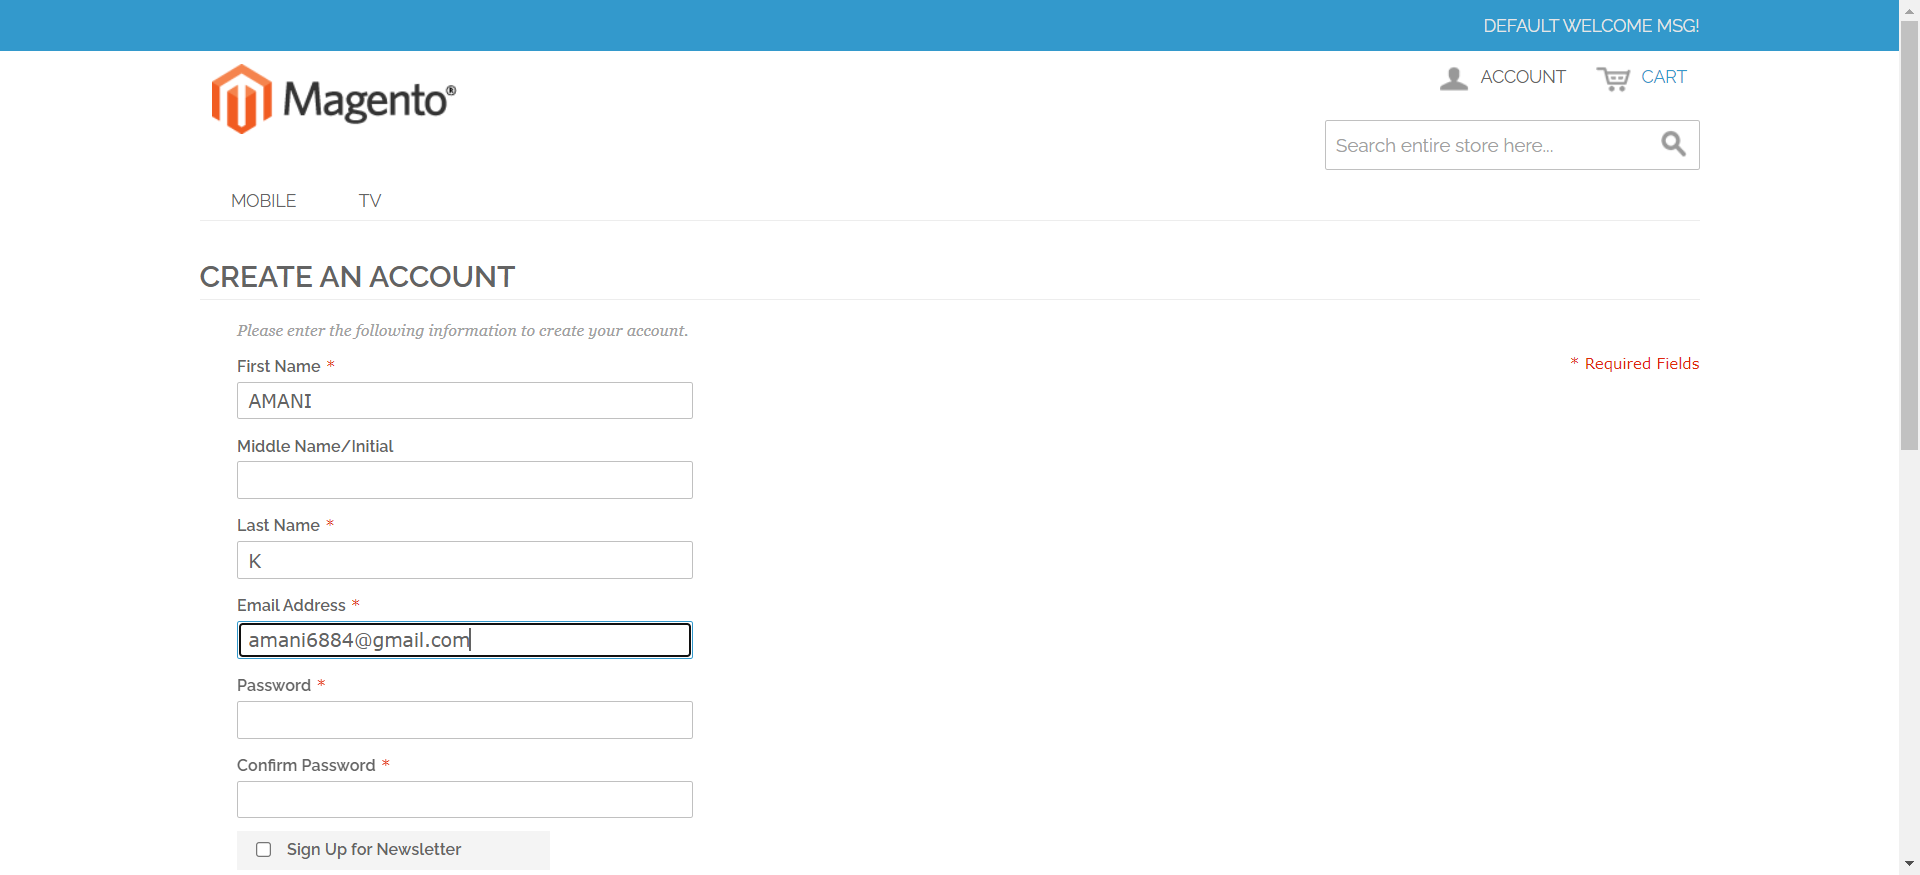 DEFAULT WELCOME MSG!
Magento®
ACCOUNT CART
Search entire store here...
MOBILE TV
CREATE AN ACCOUNT
Please enter the following information to create your account.
First Name *
* Required Fields
AMANI
Middle Name/Initial
Last Name *
K
Email Address *
amani6884@gmail.com
Password *
Confirm Password *
Sign Up for Newsletter